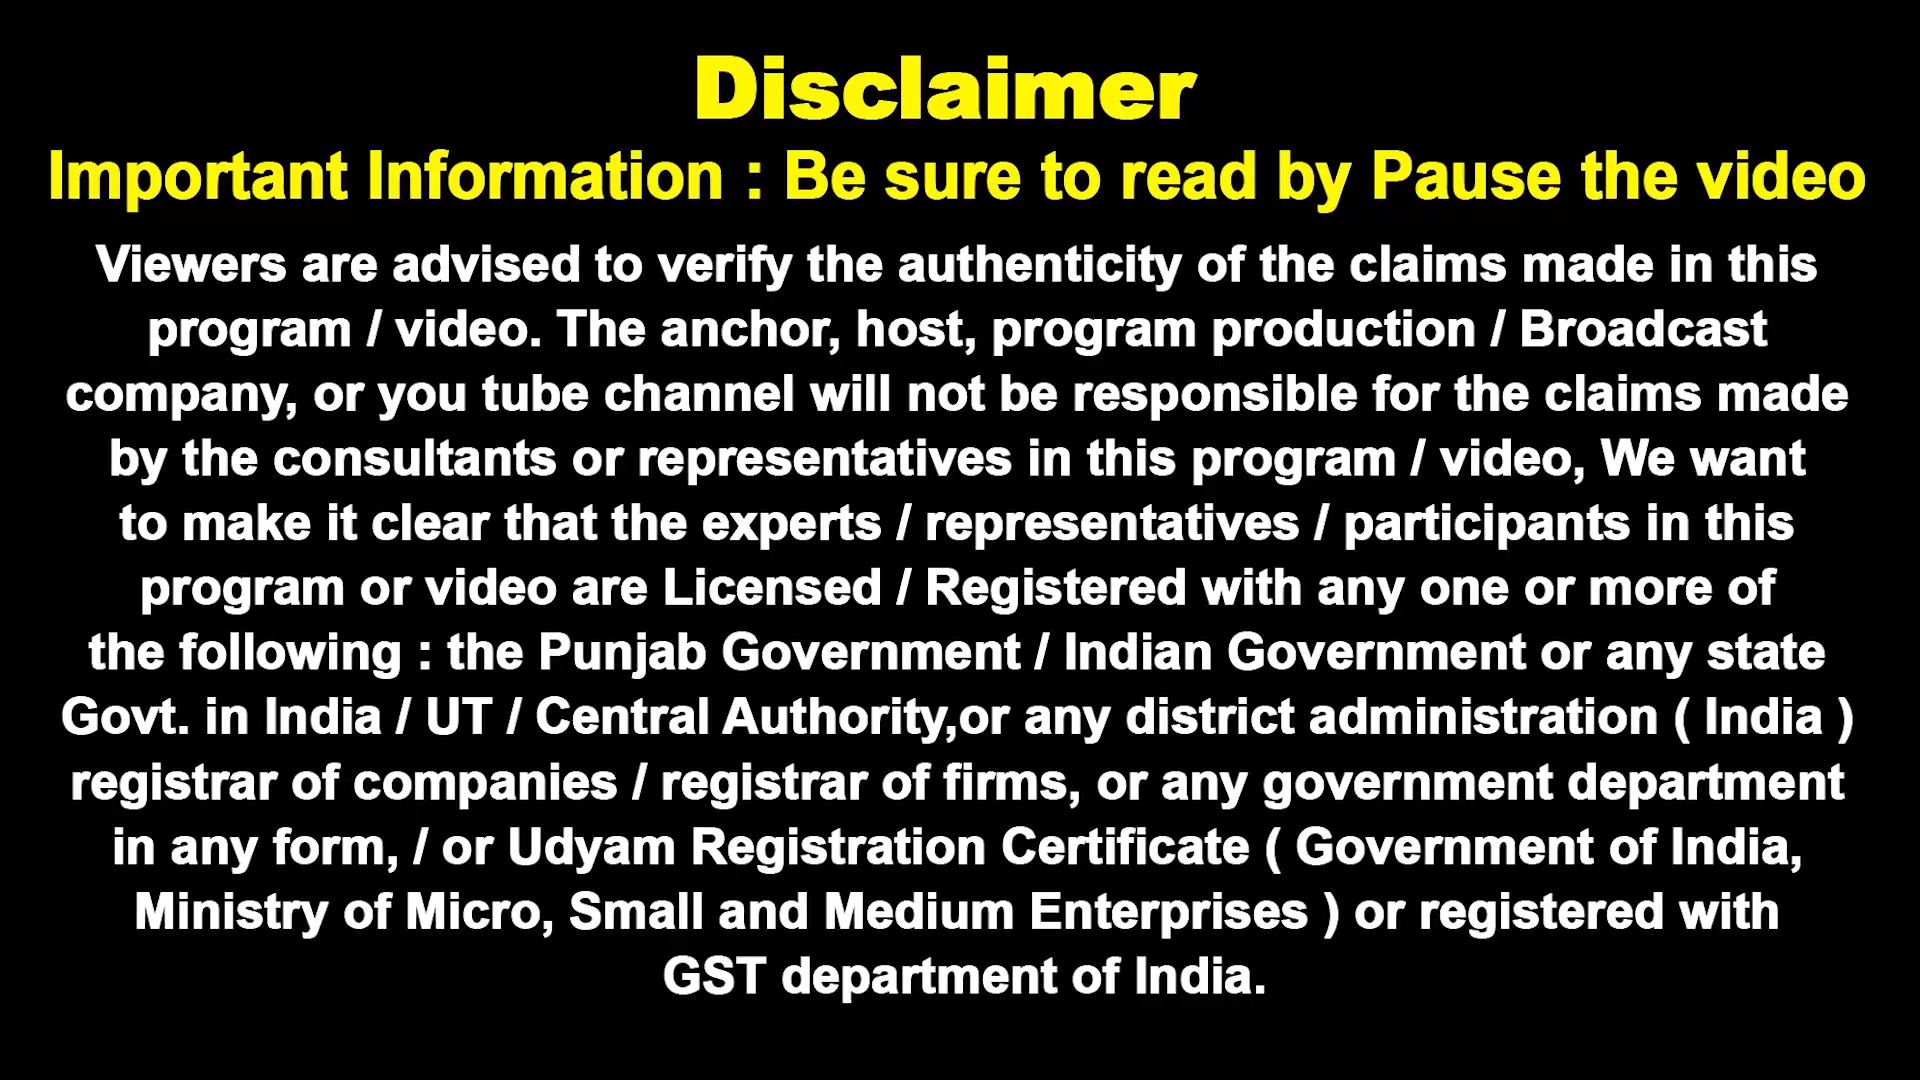 Disclaimer
Important Information : Be sure to read by Pause the video
Viewers are advised to verify the authenticity of the claims made in this
program / video. The anchor, host, program production / Broadcast
company, or you tube channel will not be responsible for the claims made
by the consultants or representatives in this program / video, We want
to make it clear that the experts / representatives / participants in this
program or video are Licensed / Registered with any one or more of
the following : the Punjab Government / Indian Government or any state
Govt. in India / UT / Central Authority,or any district administration ( India )
registrar of companies / registrar of firms, or any government department
in any form, / or Udyam Registration Certificate ( Government of India,
Ministry of Micro, Small and Medium Enterprises ) or registered with
GST department of India.